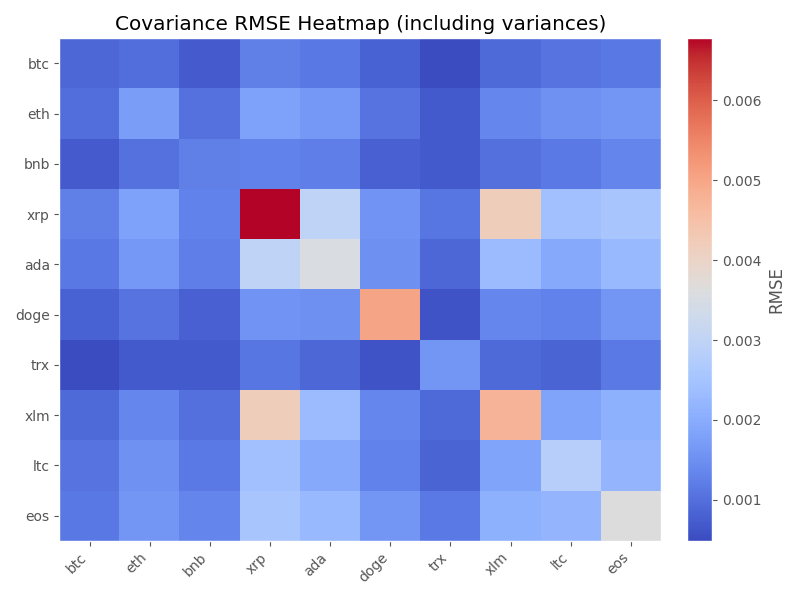 Covariance RMSE Heatmap (including variances)
btc
eth
bnb
xrp
ada
doge
trx
xlm
ltc
eos
btc
eth
bnb
xrp
ada
doge
trx
xlm
ltc
eos
0.006
0.005
0.004
0.003
0.002
0.001
RMSE